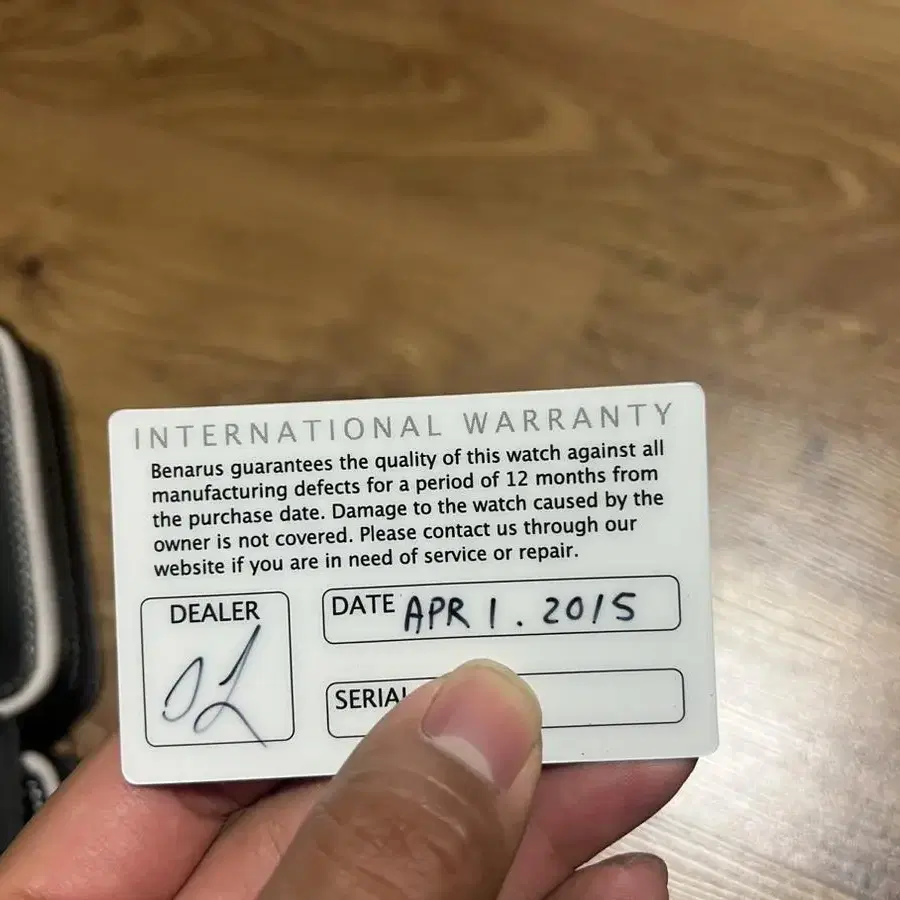 INTERNATIONAL WARRANTY
Benarus guarantees the quality of this watch against all
manufacturing defects for a period of 12 months from
the purchase date. Damage to the watch caused by the
owner is not covered. Please contact us through our
website if you are in need of service or repair.
DEALER
DATE APR 1. 2015
SERIAL